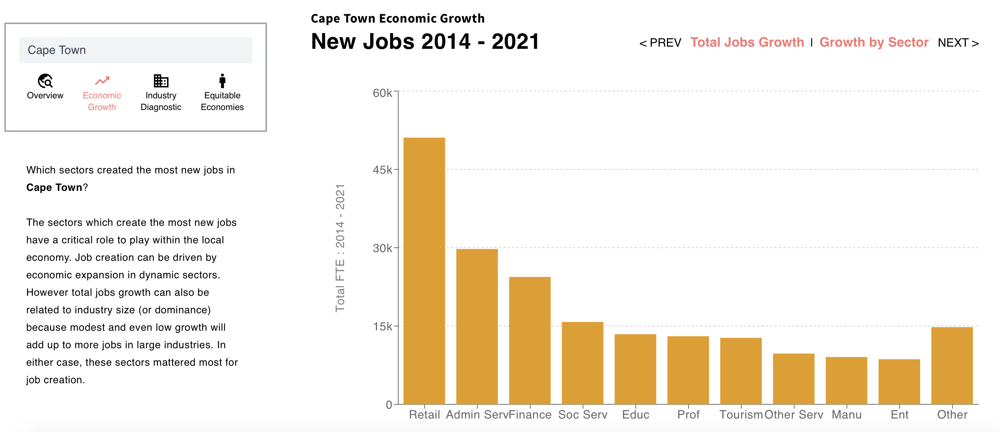 Cape Town
Overview
Economic
Growth
Industry
Diagnostic
Equitable
Economies
Which sectors created the most new jobs in
Cape Town?
The sectors which create the most new jobs
have a critical role to play within the local
economy. Job creation can be driven by
economic expansion in dynamic sectors.
However total jobs growth can also be
related to industry size (or dominance)
because modest and even low growth will
add up to more jobs in large industries. In
either case, these sectors mattered most for
job creation.
Cape Town Economic Growth
New Jobs 2014 - 2021
< PREV Total Jobs Growth | Growth by Sector NEXT >
Total FTE : 2014 - 2021
60k
45k
30k
15k
0
Retail Admin Serv Finance Soc Serv Educ Prof Tourism Other Serv Manu Ent Other